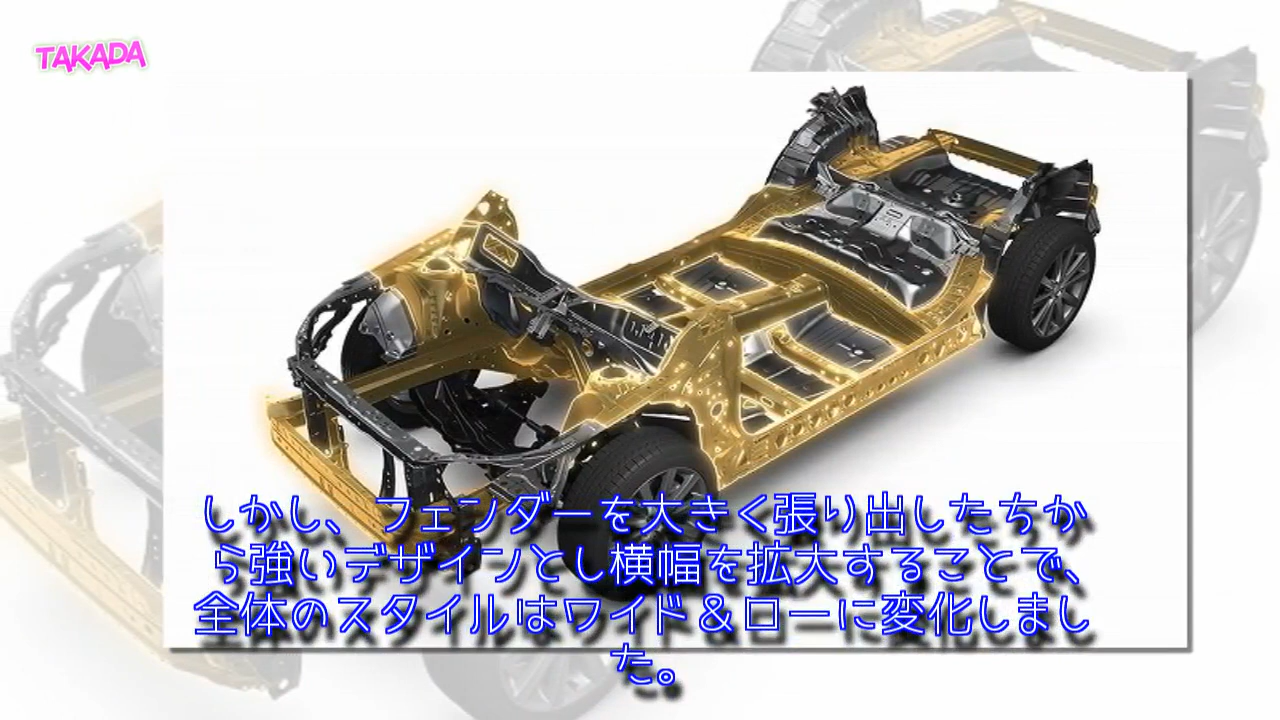 TAKADA
しかし、フェンダーを大きく張り出したちか
ら強いデザインとし横幅を拡大することで、
全体のスタイルはワイド＆ローに変化しまし
た。